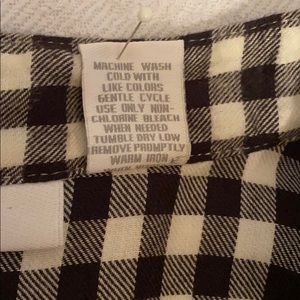 MACHINE WASH
COLD WITH
LIKE COLORS
GENTLE CYCLE
USE ONLY NON-
CHLORINE BLEACH
WHEN NEEDED
TUMBLE DRY LOW
REMOVE PROMPTLY
WARM IRON